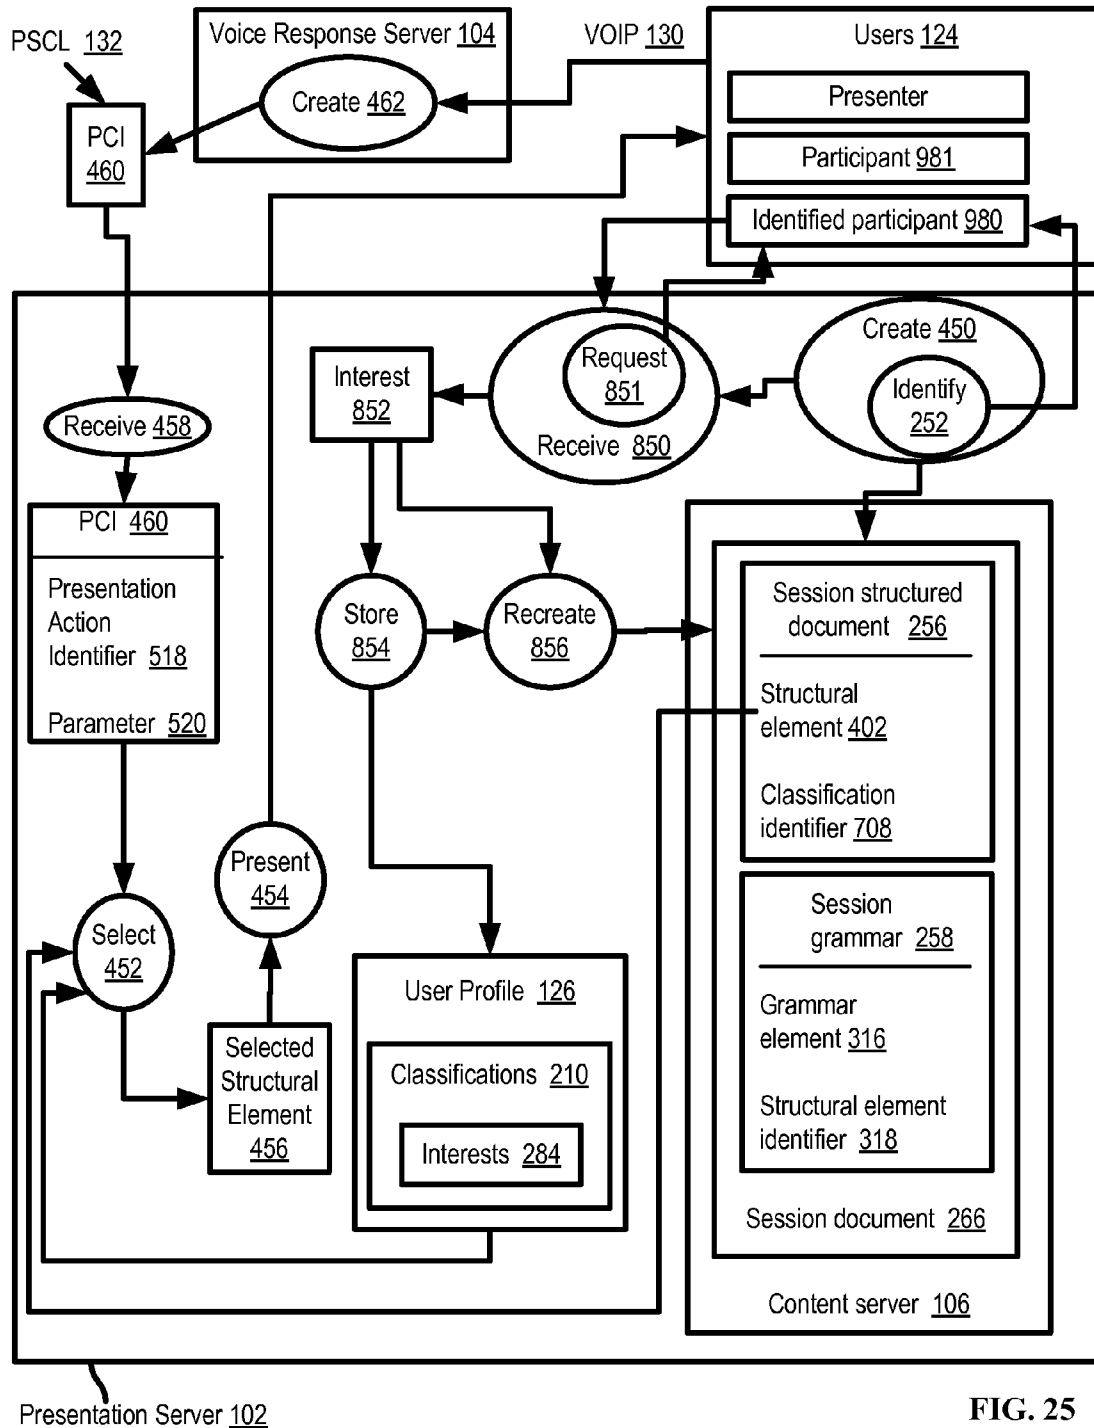 PSCL 132
Voice Response Server 104
Create 462
VOIP 130
Users 124
Presenter
Participant 981
Identified participant 980
PCI
460
Create 450
Identify
252
Request
851
Receive 850
Interest
852
Receive 458
PCI 460
Presentation
Action
Identifier 518
Parameter 520
Store
854
Recreate
856
Session structured
document 256
Structural
element 402
Classification
identifier 708
Present
454
Select
452
Session
grammar 258
Grammar
element 316
Structural element
identifier 318
Session document 266
Content server 106
User Profile 126
Classifications 210
Interests 284
Selected
Structural
Element
456
Presentation Server 102
FIG. 25